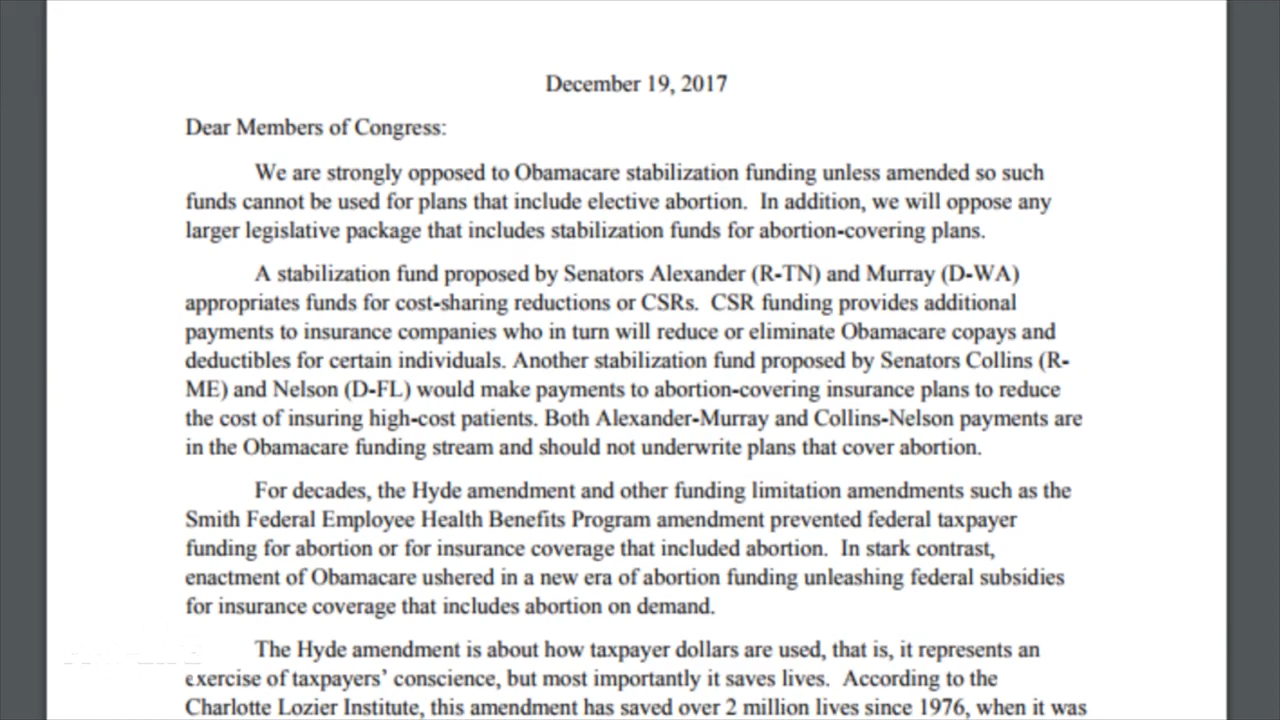 December 19, 2017
Dear Members of Congress:
We are strongly opposed to Obamacare stabilization funding unless amended so such
funds cannot be used for plans that include elective abortion.  In addition, we will oppose any
larger legislative package that includes stabilization funds for abortion-covering plans.
A stabilization fund proposed by Senators Alexander (R-TN) and Murray (D-WA)
appropriates funds for cost-sharing reductions or CSRs.  CSR funding provides additional
payments to insurance companies who in turn will reduce or eliminate Obamacare copays and
deductibles for certain individuals. Another stabilization fund proposed by Senators Collins (R-
ME) and Nelson (D-FL) would make payments to abortion-covering insurance plans to reduce
the cost of insuring high-cost patients. Both Alexander-Murray and Collins-Nelson payments are
in the Obamacare funding stream and should not underwrite plans that cover abortion.
For decades, the Hyde amendment and other funding limitation amendments such as the
Smith Federal Employee Health Benefits Program amendment prevented federal taxpayer
funding for abortion or for insurance coverage that included abortion.  In stark contrast,
enactment of Obamacare ushered in a new era of abortion funding unleashing federal subsidies
for insurance coverage that includes abortion on demand.
The Hyde amendment is about how taxpayer dollars are used, that is, it represents an
exercise of taxpayers’ conscience, but most importantly it saves lives.  According to the
Charlotte Lozier Institute, this amendment has saved over 2 million lives since 1976, when it was